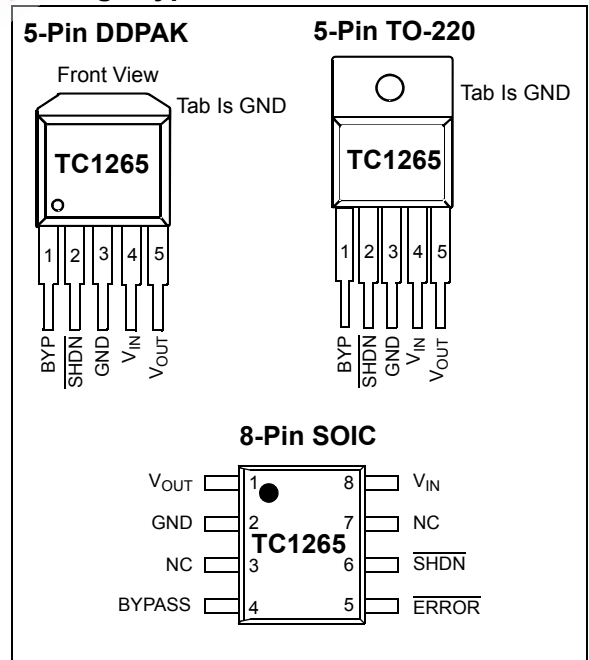 5-Pin DDPAK
Front View
Tab Is GND
TC1265
1 2 3 4 5
BYP
SHDN
GND
VIN
VOUT
5-Pin TO-220
Tab Is GND
TC1265
1 2 3 4 5
BYP
SHDN
GND
VIN
VOUT
8-Pin SOIC
VOUT 1 8 VIN
GND 2 7 NC
TC1265
NC 3 6 SHDN
BYPASS 4 5 ERROR